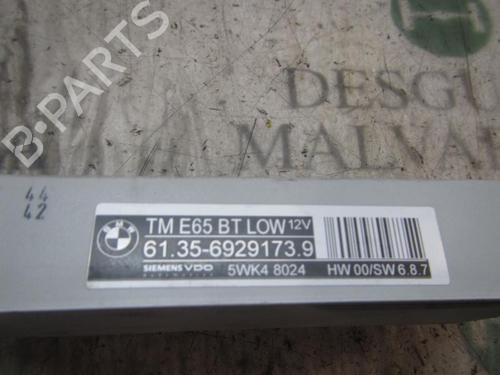 B-PARTS
DESGU
MALVA
44
42
BMW
TM E65 BT LOW 12V
61.35-6929173.9
SIEMENS VDO
5WK4 8024
HW 00/SW 6.8.7